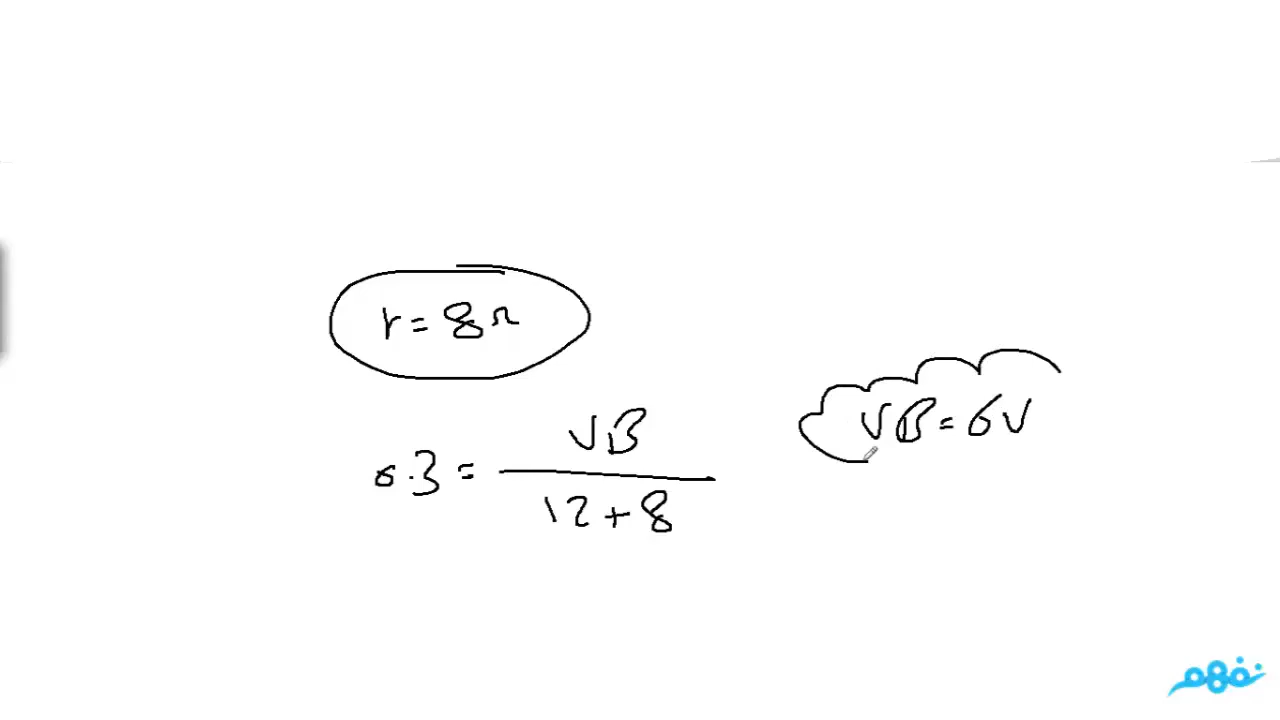 r = 8Ω
VB = 6V
0.3 = VB / 12 + 8
نفهم